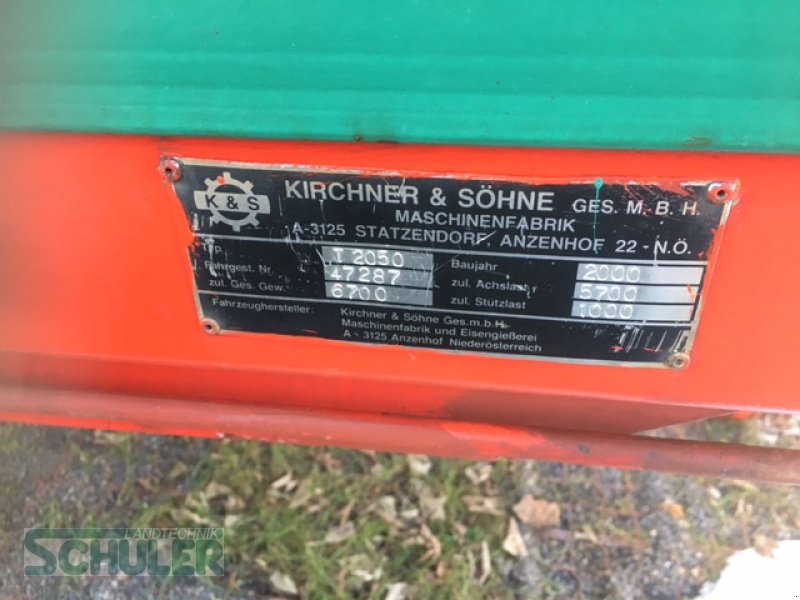 K & S
KIRCHNER & SÖHNE GES. M. B. H.
MASCHINENFABRIK
A-3125 STATZENDORF, ANZENHOF 22 - N.Ö.
Typ T 2050 Baujahr 2000
Fahrgest. Nr. 47287 zul. Achslast 5700
zul. Ges. Gew. 6700 zul. Stützlast 1000
Fahrzeughersteller: Kirchner & Söhne Ges.m.b.H.
Maschinenfabrik und Eisengießerei
A - 3125 Anzenhof Niederösterreich
LANDTECHNIK
SCHULER